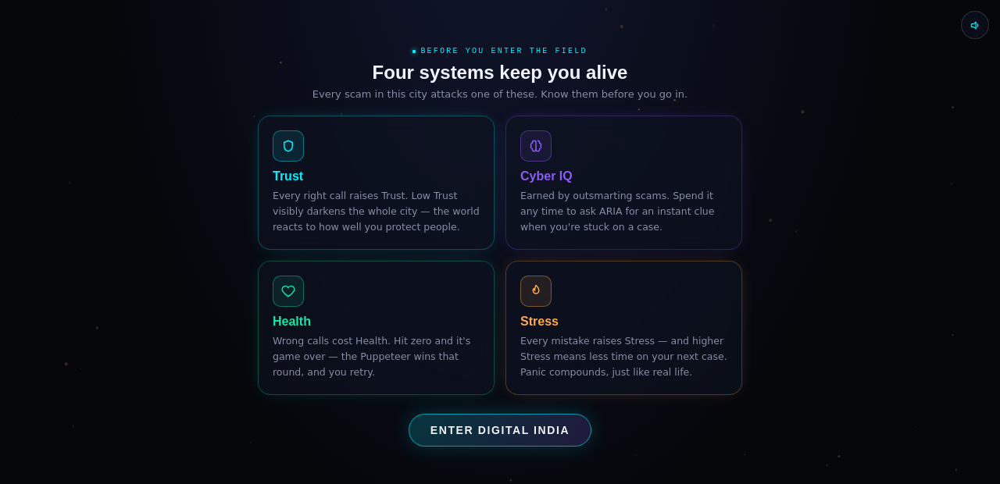 BEFORE YOU ENTER THE FIELD
Four systems keep you alive
Every scam in this city attacks one of these. Know them before you go in.
Trust
Every right call raises Trust. Low Trust
visibly darkens the whole city — the world
reacts to how well you protect people.
Cyber IQ
Earned by outsmarting scams. Spend it
any time to ask ARIA for an instant clue
when you're stuck on a case.
Health
Wrong calls cost Health. Hit zero and it's
game over — the Puppeteer wins that
round, and you retry.
Stress
Every mistake raises Stress — and higher
Stress means less time on your next case.
Panic compounds, just like real life.
ENTER DIGITAL INDIA